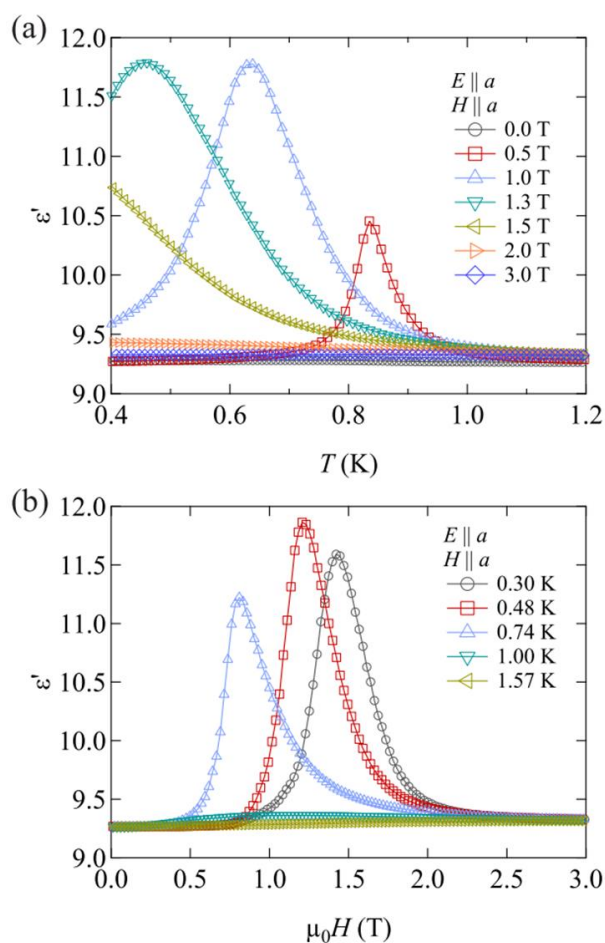 (a)
12.0
11.5
11.0
10.5
10.0
9.5
9.0
ε'
E || a
H || a
0.0 T
0.5 T
1.0 T
1.3 T
1.5 T
2.0 T
3.0 T
0.4 0.6 0.8 1.0 1.2
T (K)
(b)
12.0
11.5
11.0
10.5
10.0
9.5
9.0
ε'
E || a
H || a
0.30 K
0.48 K
0.74 K
1.00 K
1.57 K
0.0 0.5 1.0 1.5 2.0 2.5 3.0
μ₀H (T)